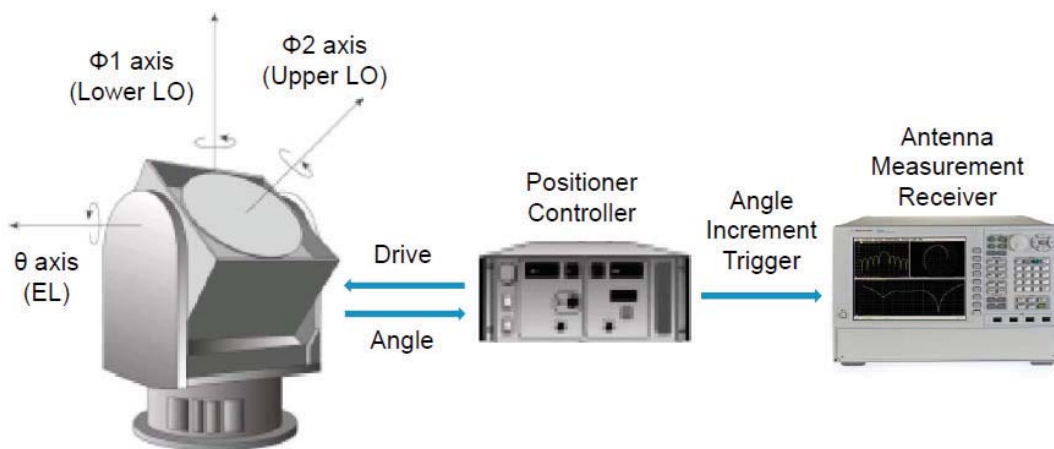 Φ1 axis
(Lower LO)
Φ2 axis
(Upper LO)
θ axis
(EL)
Drive
Angle
Positioner
Controller
Angle
Increment
Trigger
Antenna
Measurement
Receiver